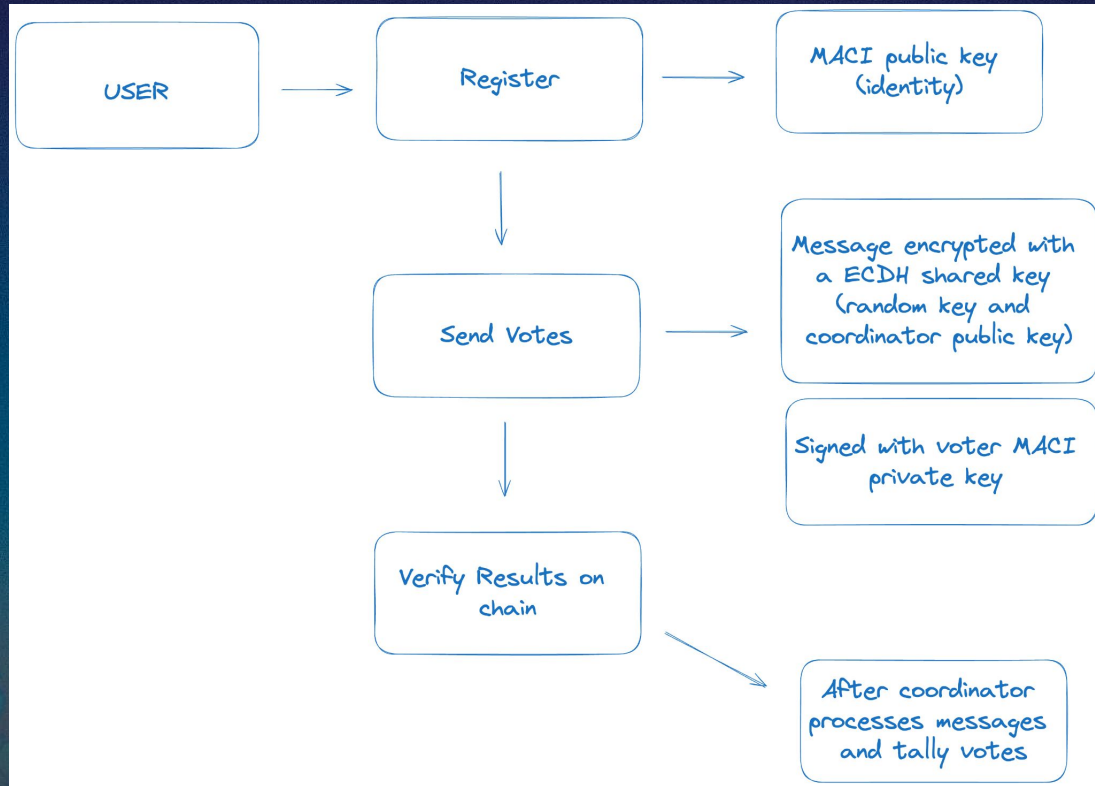 USER
Register
MACI public key
(identity)
Send Votes
Message encrypted with
a ECDH shared key
(random key and
coordinator public key)
Signed with voter MACI
private key
Verify Results on
chain
After coordinator
processes messages
and tally votes